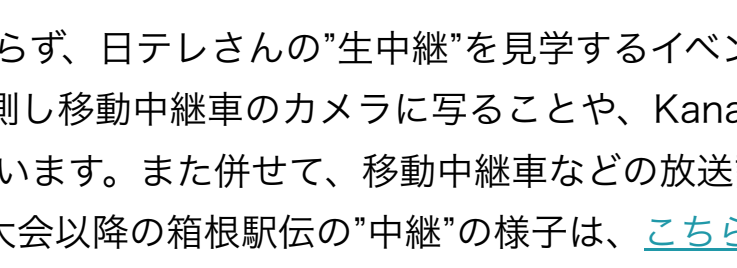 らず、日テレさんの”生中継”を見学するイベン
測し移動中継車のカメラに写ることや、Kana
います。また併せて、移動中継車などの放送
大会以降の箱根駅伝の”中継”の様子は、こちら